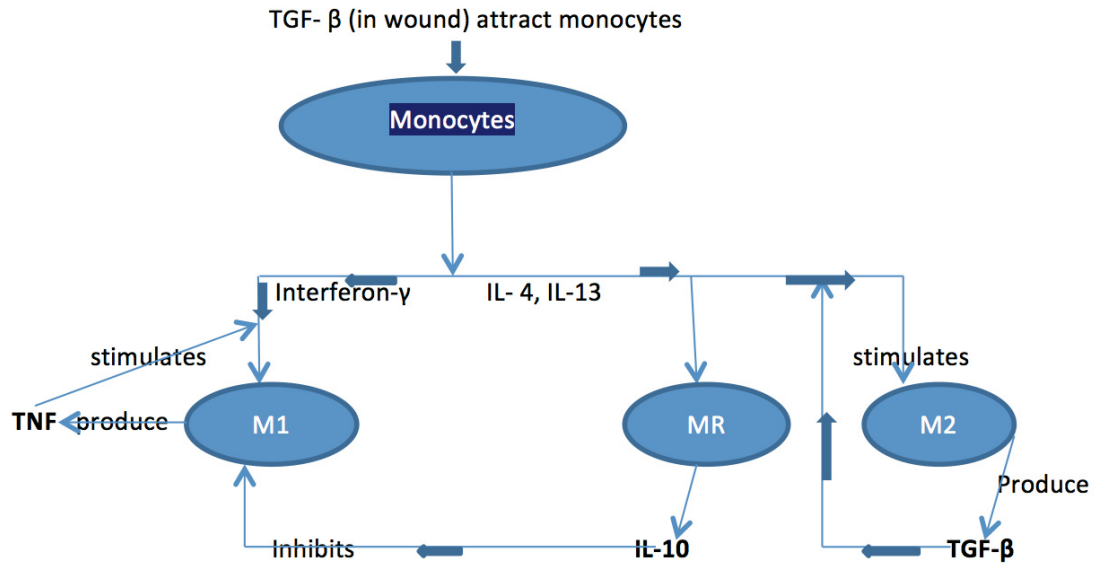 TGF- β (in wound) attract monocytes
Monocytes
Interferon-γ
IL- 4, IL-13
stimulates
stimulates
TNF
produce
M1
MR
M2
Produce
Inhibits
IL-10
TGF-β